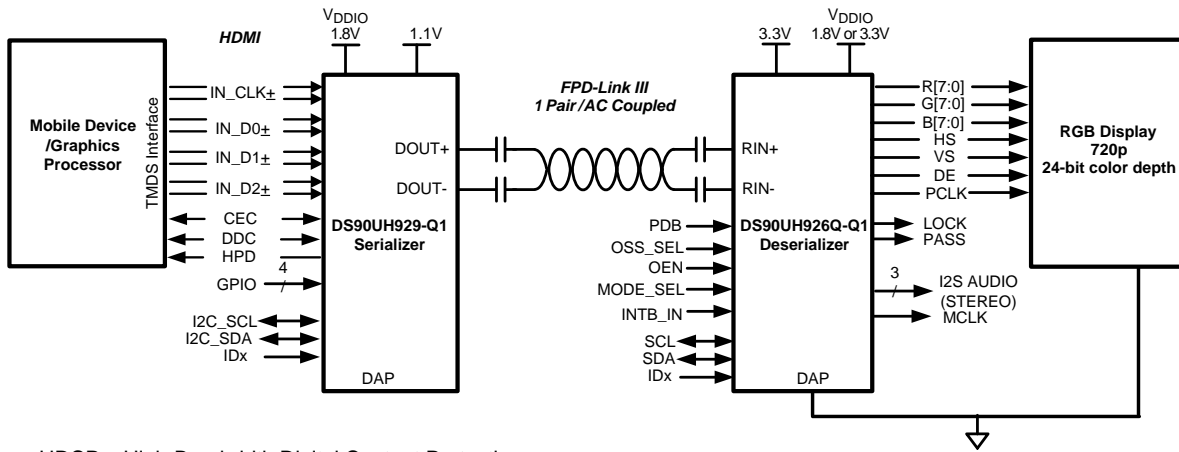 HDMI
VDDIO
1.8V
1.1V
3.3V
VDDIO
1.8V or 3.3V
FPD-Link III
1 Pair /AC Coupled
Mobile Device
/Graphics
Processor
TMDS Interface
IN_CLK±
IN_D0±
IN_D1±
IN_D2±
CEC
DDC
HPD
GPIO
4
I2C_SCL
I2C_SDA
IDx
DOUT+
DOUT-
DS90UH929-Q1
Serializer
DAP
RIN+
RIN-
PDB
OSS_SEL
OEN
MODE_SEL
INTB_IN
SCL
SDA
IDx
DS90UH926Q-Q1
Deserializer
DAP
R[7:0]
G[7:0]
B[7:0]
HS
VS
DE
PCLK
LOCK
PASS
3
I2S AUDIO
(STEREO)
MCLK
RGB Display
720p
24-bit color depth